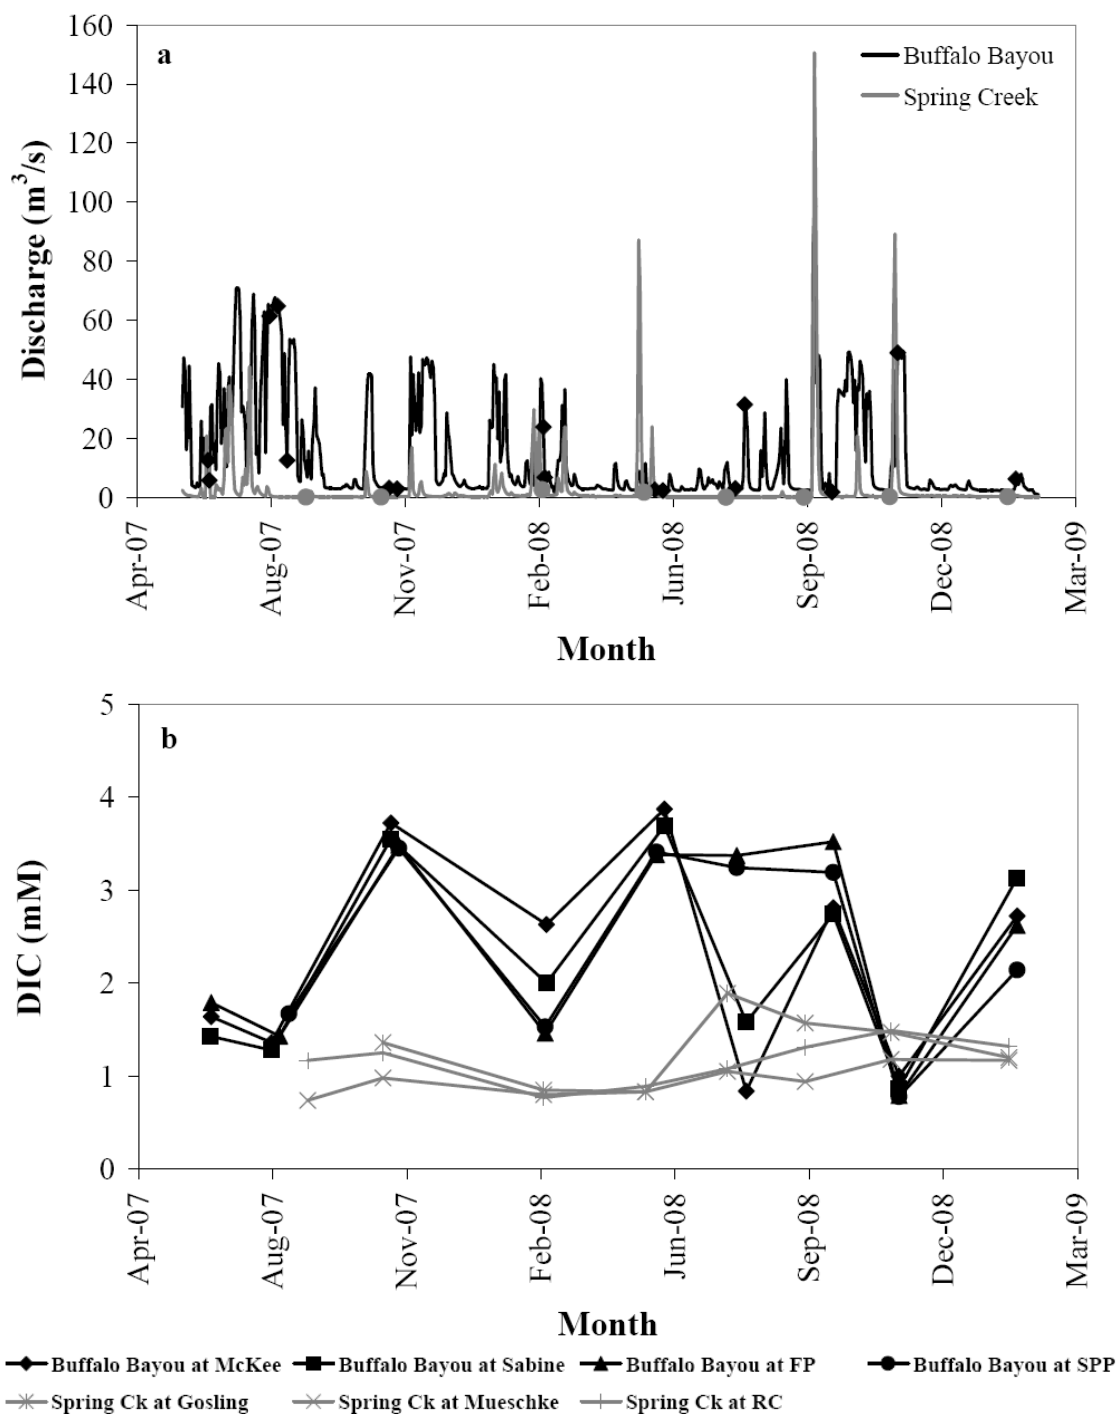 160
140
120
100
80
60
40
20
0
Discharge (m³/s)
a
Buffalo Bayou
Spring Creek
Apr-07
Aug-07
Nov-07
Feb-08
Jun-08
Sep-08
Dec-08
Mar-09
Month
5
4
3
2
1
0
DIC (mM)
b
Apr-07
Aug-07
Nov-07
Feb-08
Jun-08
Sep-08
Dec-08
Mar-09
Month
Buffalo Bayou at McKee Buffalo Bayou at Sabine Buffalo Bayou at FP Buffalo Bayou at SPP
Spring Ck at Gosling Spring Ck at Mueschke Spring Ck at RC